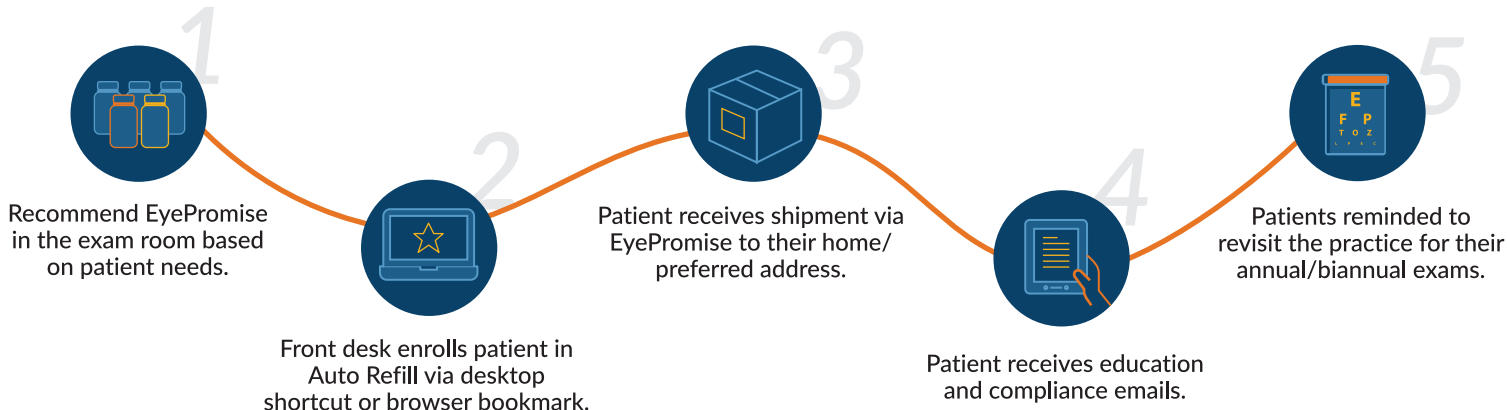 1
Recommend EyePromise
in the exam room based
on patient needs.
2
Front desk enrolls patient in
Auto Refill via desktop
shortcut or browser bookmark.
3
Patient receives shipment via
EyePromise to their home/
preferred address.
4
Patient receives education
and compliance emails.
5
E
F P
T O Z
L P E C
Patients reminded to
revisit the practice for their
annual/biannual exams.